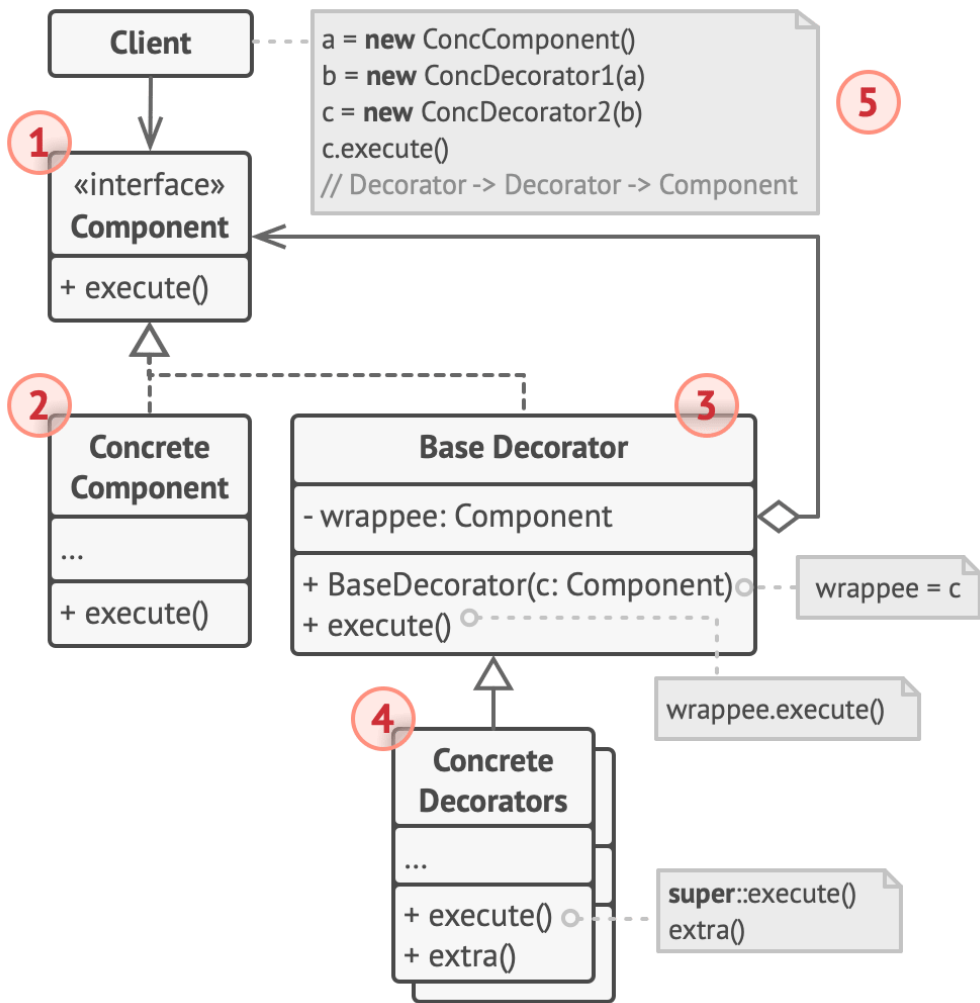 Client
a = new ConcComponent()
b = new ConcDecorator1(a)
c = new ConcDecorator2(b)
c.execute()
// Decorator -> Decorator -> Component
5
1
«interface»
Component
+ execute()
2
Concrete
Component
...
+ execute()
3
Base Decorator
- wrappee: Component
+ BaseDecorator(c: Component)
+ execute()
wrappee = c
wrappee.execute()
4
Concrete
Decorators
...
+ execute()
+ extra()
super::execute()
extra()